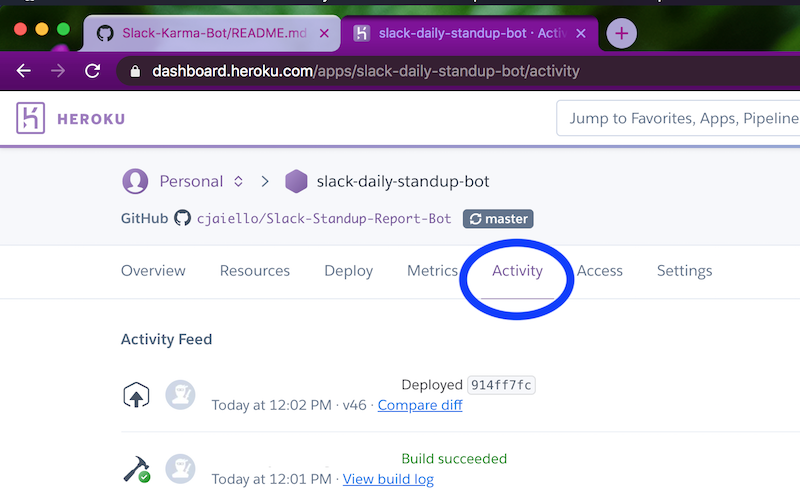 Slack-Karma-Bot/README.md
slack-daily-standup-bot · Activ
dashboard.heroku.com/apps/slack-daily-standup-bot/activity
HEROKU
Jump to Favorites, Apps, Pipeline
Personal
slack-daily-standup-bot
GitHub cjaiello/Slack-Standup-Report-Bot master
Overview Resources Deploy Metrics Activity Access Settings
Activity Feed
Deployed 914ff7fc
Today at 12:02 PM · v46 · Compare diff
Build succeeded
Today at 12:01 PM · View build log